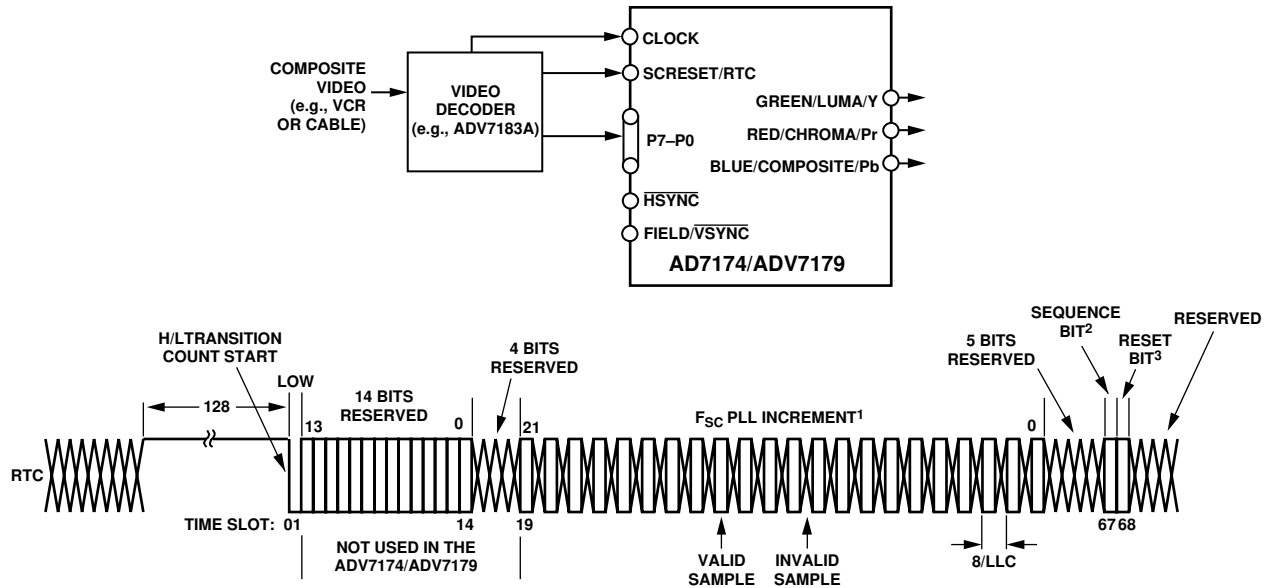 COMPOSITE
VIDEO
(e.g., VCR
OR CABLE)
VIDEO
DECODER
(e.g., ADV7183A)
CLOCK
SCRESET/RTC
P7–P0
HSYNC
FIELD/VSYNC
GREEN/LUMA/Y
RED/CHROMA/Pr
BLUE/COMPOSITE/Pb
AD7174/ADV7179
H/LTRANSITION
COUNT START
LOW
128
13
14 BITS
RESERVED
0
4 BITS
RESERVED
21
FSC PLL INCREMENT1
0
5 BITS
RESERVED
SEQUENCE
BIT2
RESET
BIT3
RESERVED
RTC
TIME SLOT: 01
14
19
67 68
NOT USED IN THE
ADV7174/ADV7179
VALID
SAMPLE
INVALID
SAMPLE
8/LLC